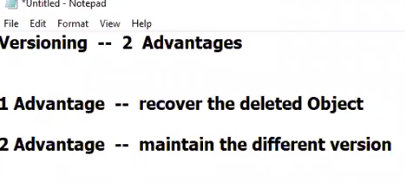 *Untitled - Notepad
File Edit Format View Help
Versioning -- 2 Advantages
1 Advantage -- recover the deleted Object
2 Advantage -- maintain the different version